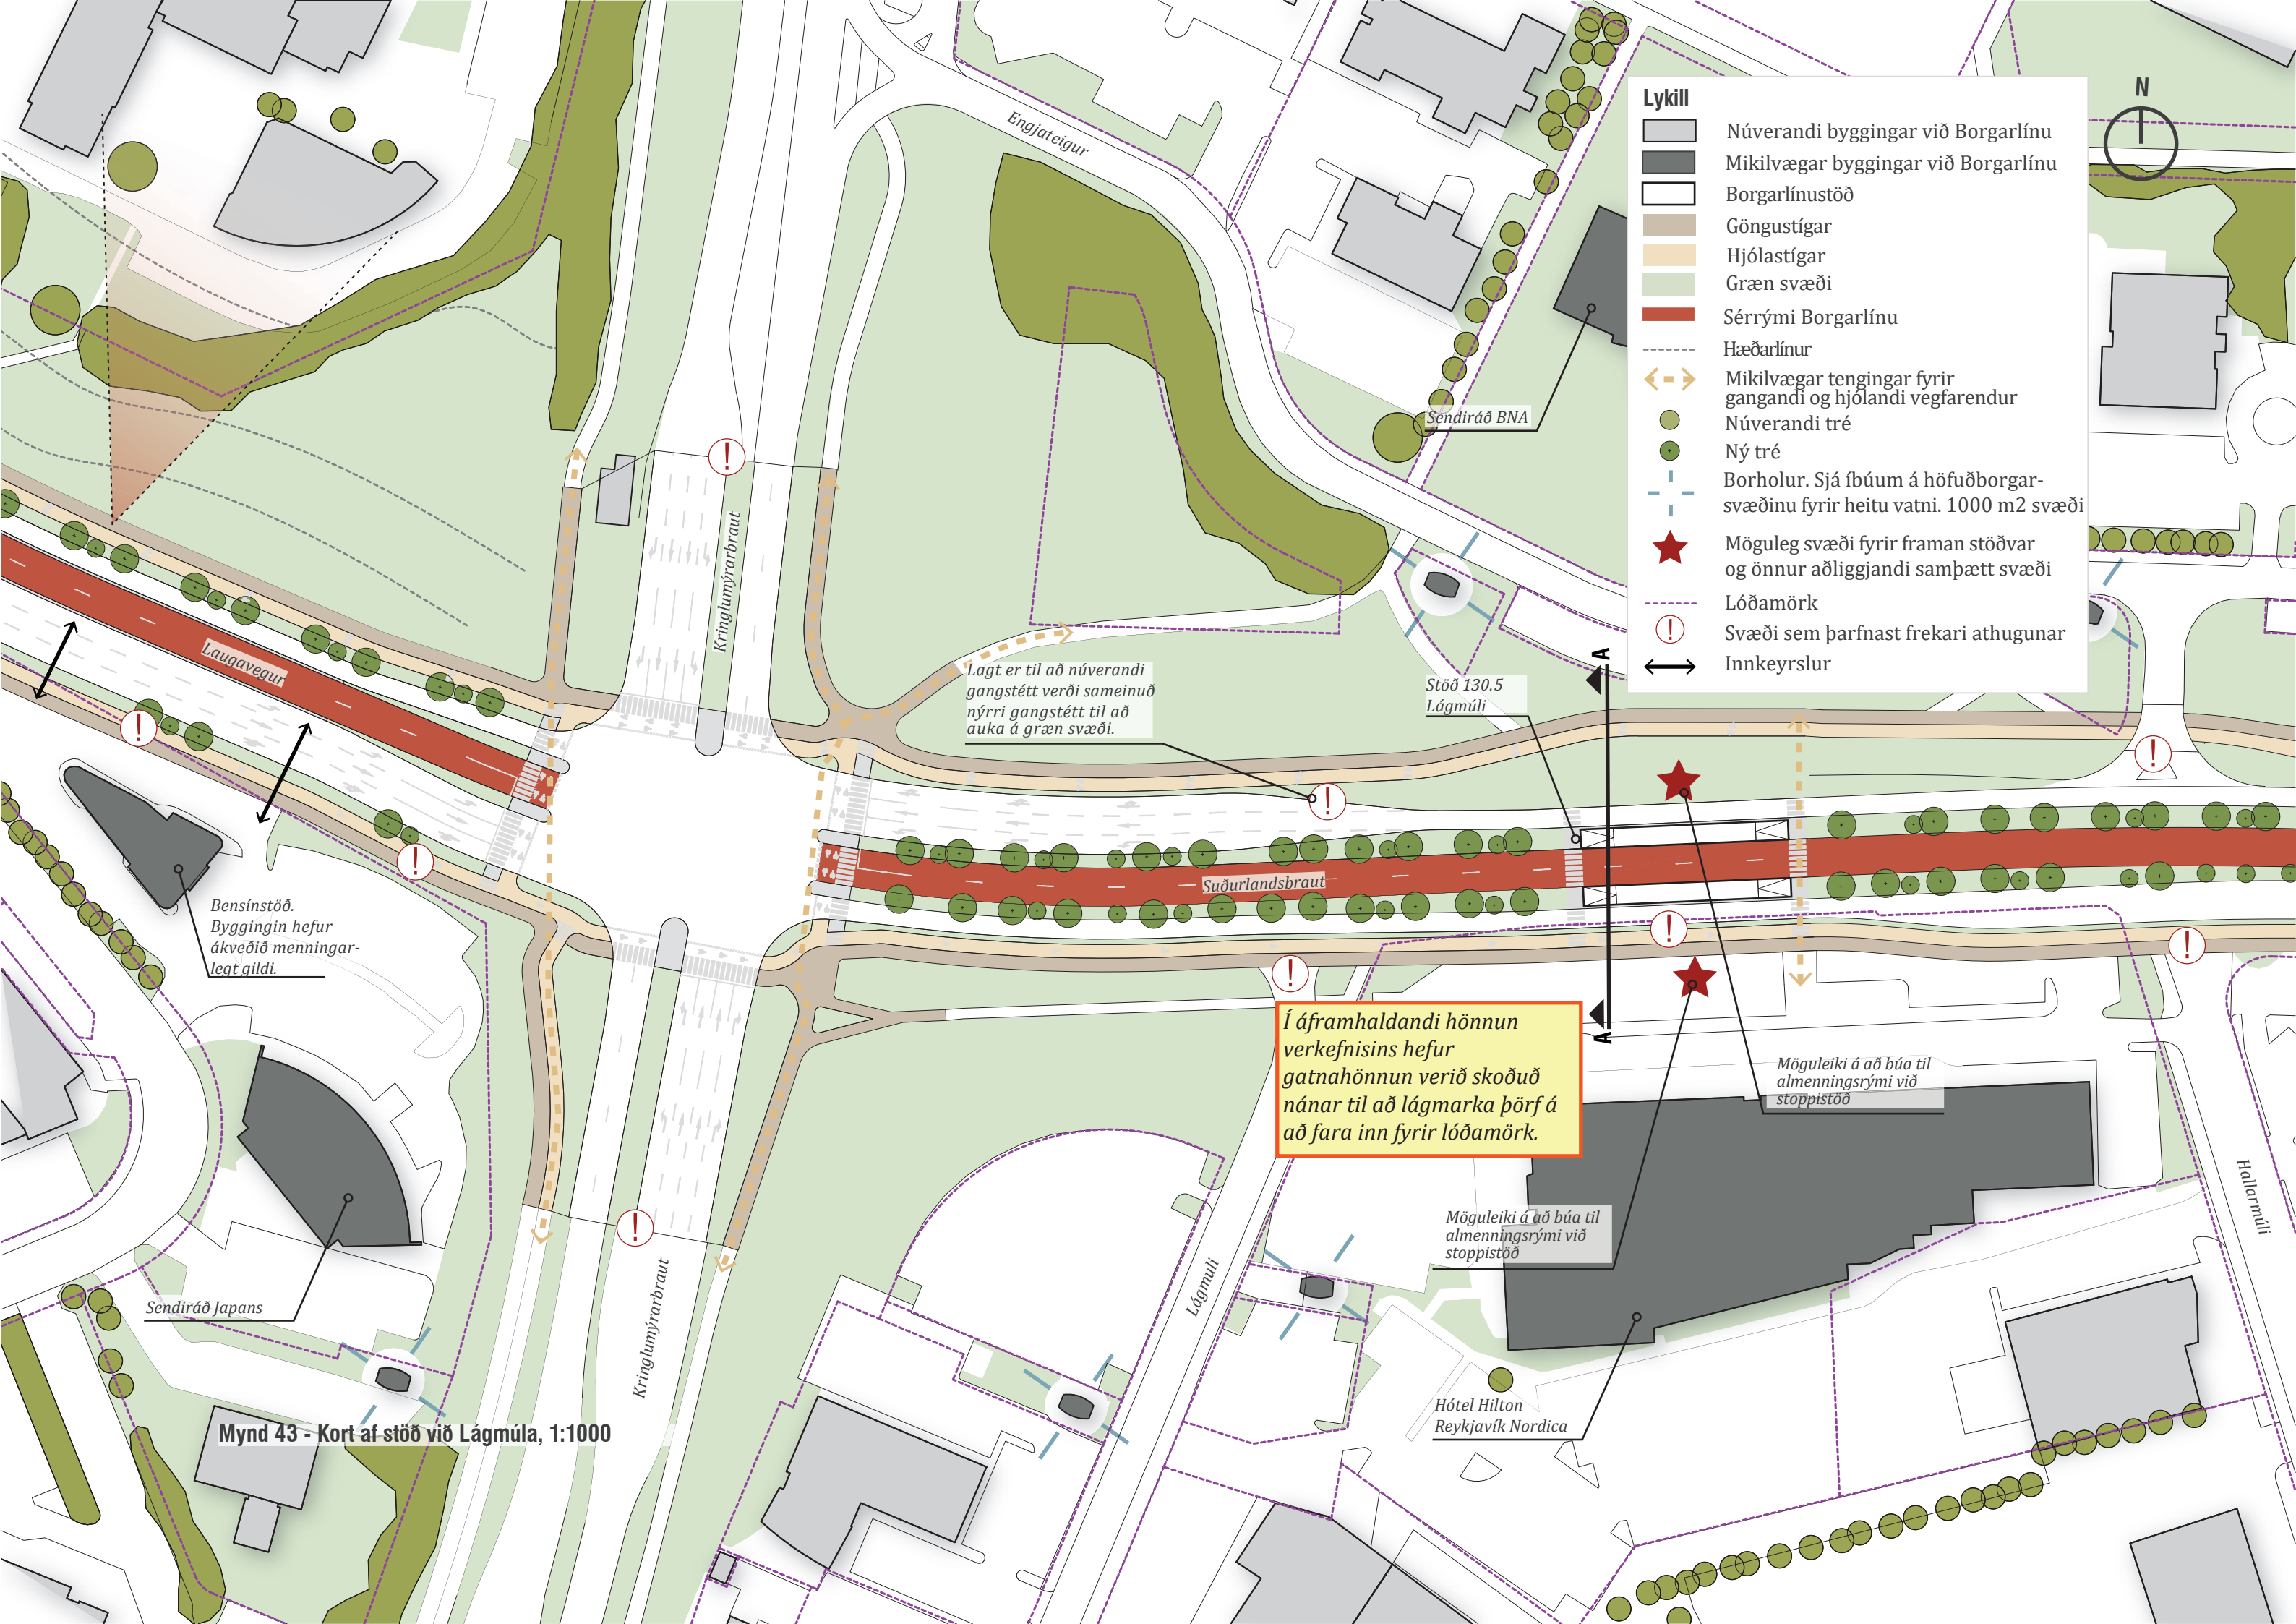 Lykill
Núverandi byggingar við Borgarlínu
Mikilvægar byggingar við Borgarlínu
Borgarlínustöð
Göngustígar
Hjólastígar
Græn svæði
Sérrými Borgarlínu
Hæðarlínur
Mikilvægar tengingar fyrir
gangandi og hjólandi vegfarendur
Núverandi tré
Ný tré
Borholur. Sjá íbúum á höfuðborgar-
svæðinu fyrir heitu vatni. 1000 m2 svæði
Möguleg svæði fyrir framan stöðvar
og önnur aðliggjandi samþætt svæði
Lóðamörk
Svæði sem þarfnast frekari athugunar
Innkeyrslur
N
Engjateigur
Sendiráð BNA
Kringlumýrarbraut
Laugavegur
Lagt er til að núverandi
gangstétt verði sameinuð
nýrri gangstétt til að
auka á græn svæði.
Stöð 130.5
Lágmúli
A
Suðurlandsbraut
Bensínstöð.
Byggingin hefur
ákveðið menningar-
legt gildi.
A
Í áframhaldandi hönnun
verkefnisins hefur
gatnahönnun verið skoðuð
nánar til að lágmarka þörf á
að fara inn fyrir lóðamörk.
Möguleiki á að búa til
almenningsrými við
stoppistöð
Möguleiki á að búa til
almenningsrými við
stoppistöð
Hallarmúli
Lágmuli
Kringlumýrarbraut
Sendiráð Japans
Hótel Hilton
Reykjavík Nordica
Mynd 43 - Kort af stöð við Lágmúla, 1:1000